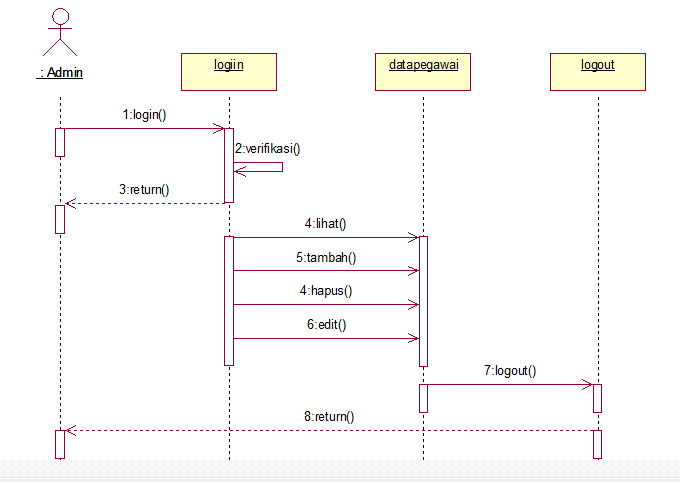 : Admin
logiin
datapegawai
logout
1:login()
2:verifikasi()
3:return()
4:lihat()
5:tambah()
4:hapus()
6:edit()
7:logout()
8:return()